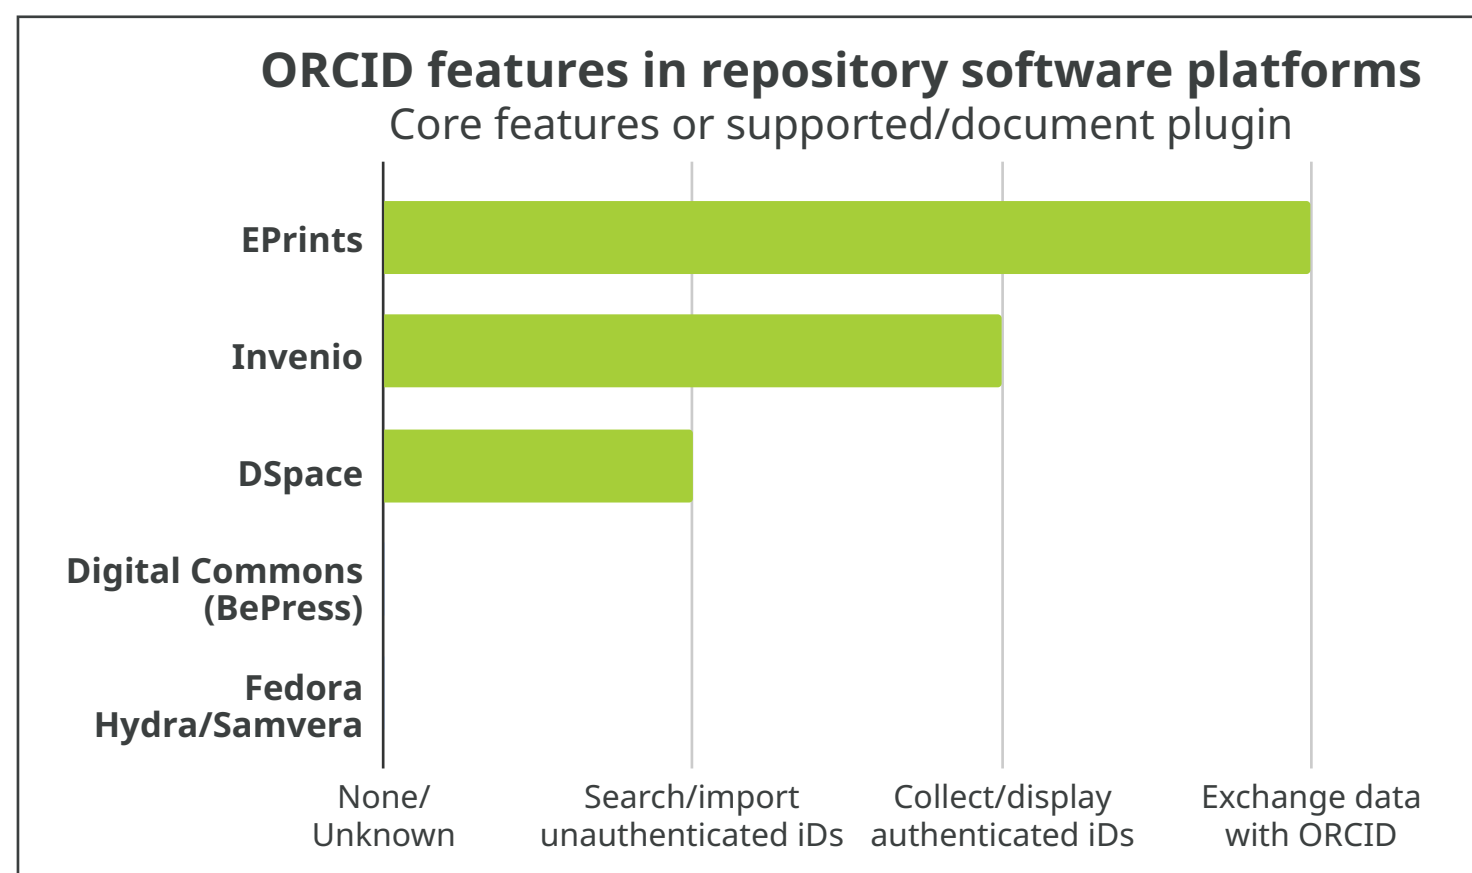 ORCID features in repository software platforms
Core features or supported/document plugin
EPrints
Invenio
DSpace
Digital Commons
(BePress)
Fedora
Hydra/Samvera
None/
Unknown
Search/import
unauthenticated iDs
Collect/display
authenticated iDs
Exchange data
with ORCID